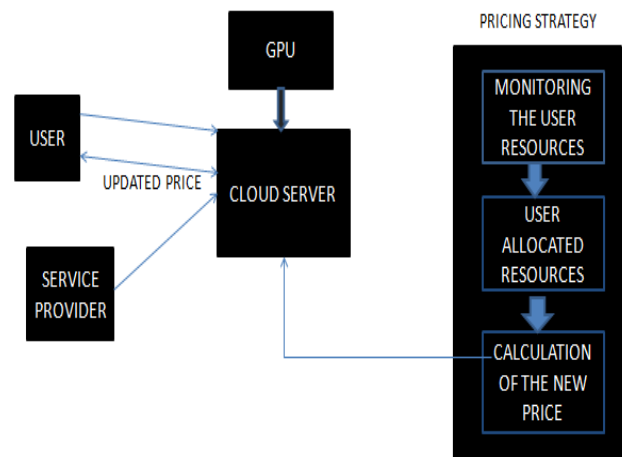 PRICING STRATEGY
GPU
MONITORING
THE USER
RESOURCES
USER
UPDATED PRICE
CLOUD SERVER
USER
ALLOCATED
RESOURCES
SERVICE
PROVIDER
CALCULATION
OF THE NEW
PRICE